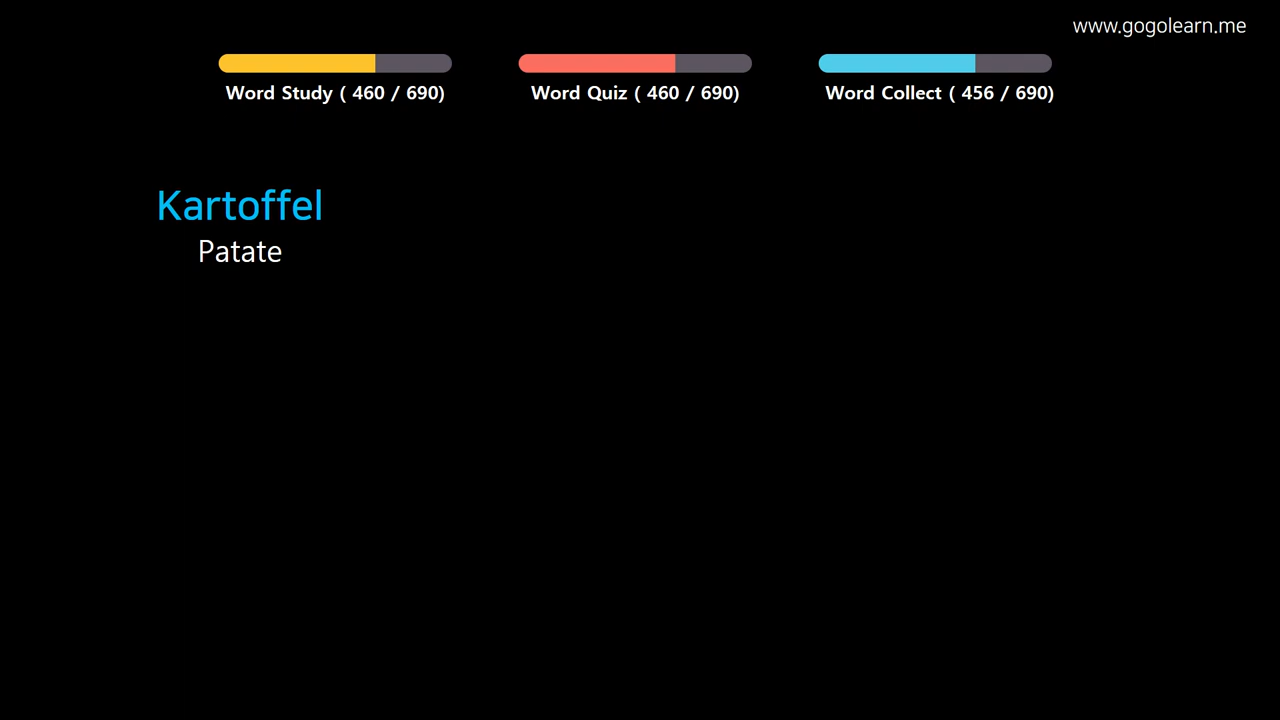 www.gogolearn.me
Word Study ( 460 / 690)
Word Quiz ( 460 / 690)
Word Collect ( 456 / 690)
Kartoffel
Patate